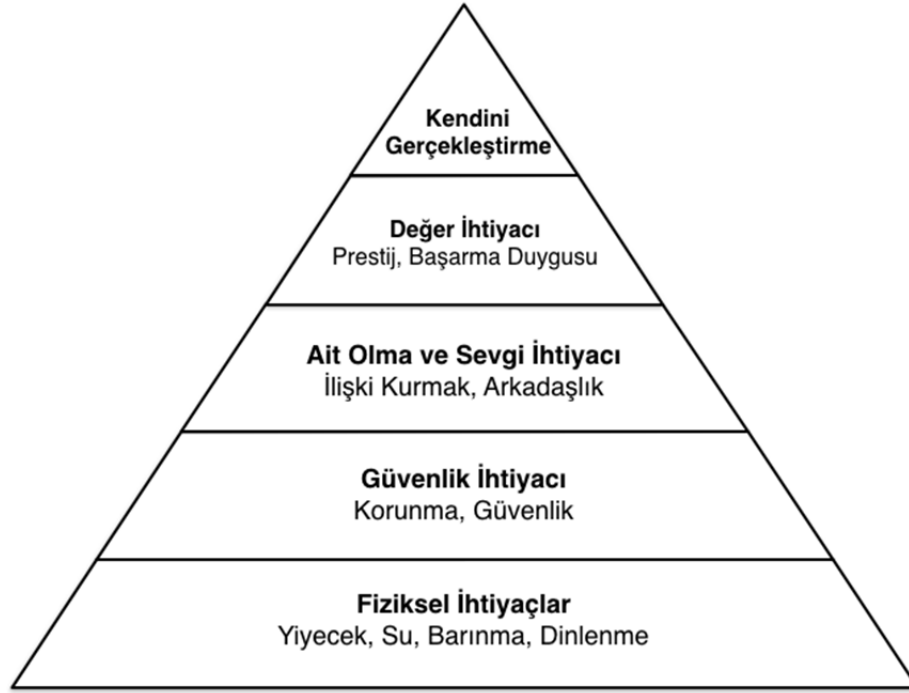 Kendini
Gerçekleştirme
Değer İhtiyacı
Prestij, Başarma Duygusu
Ait Olma ve Sevgi İhtiyacı
İlişki Kurmak, Arkadaşlık
Güvenlik İhtiyacı
Korunma, Güvenlik
Fiziksel İhtiyaçlar
Yiyecek, Su, Barınma, Dinlenme